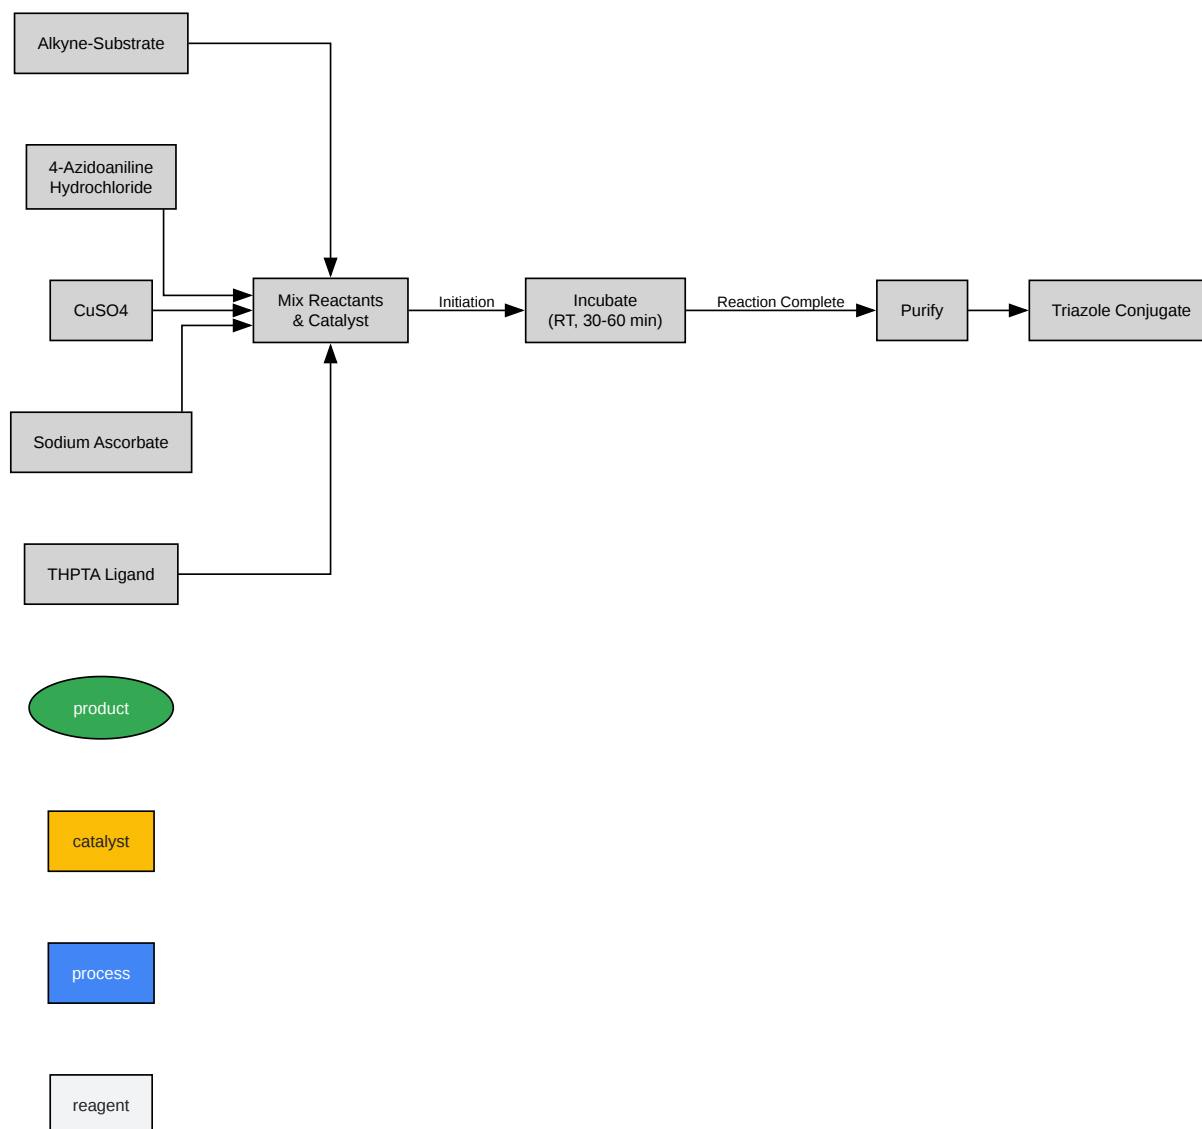 Alkyne-Substrate
4-Azidoaniline
Hydrochloride
CuSO4
Sodium Ascorbate
THPTA Ligand
Mix Reactants
& Catalyst
Initiation
Incubate
(RT, 30-60 min)
Reaction Complete
Purify
Triazole Conjugate
product
catalyst
process
reagent